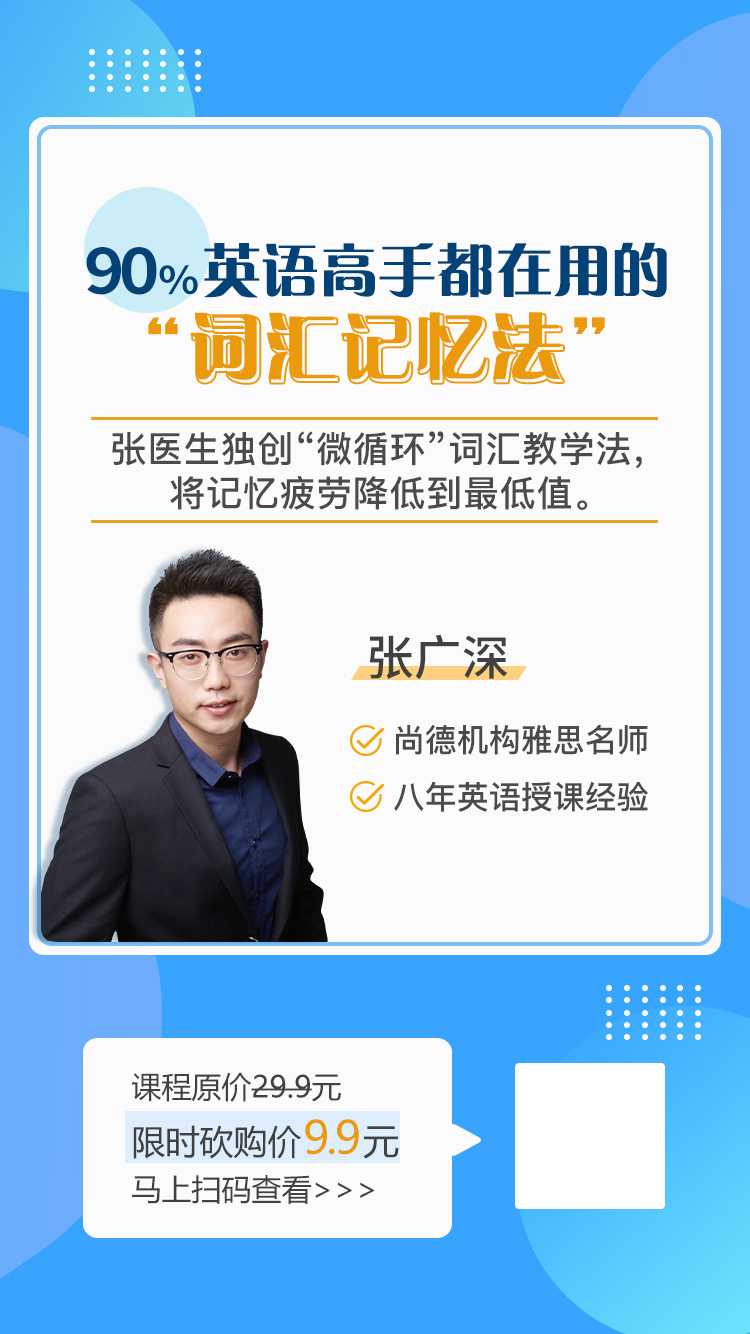 90%英语高手都在用的
“词汇记忆法”
张医生独创“微循环”词汇教学法,
将记忆疲劳降低到最低值。
张广深
尚德机构雅思名师
八年英语授课经验
课程原价29.9元
限时砍购价9.9元
马上扫码查看>>>